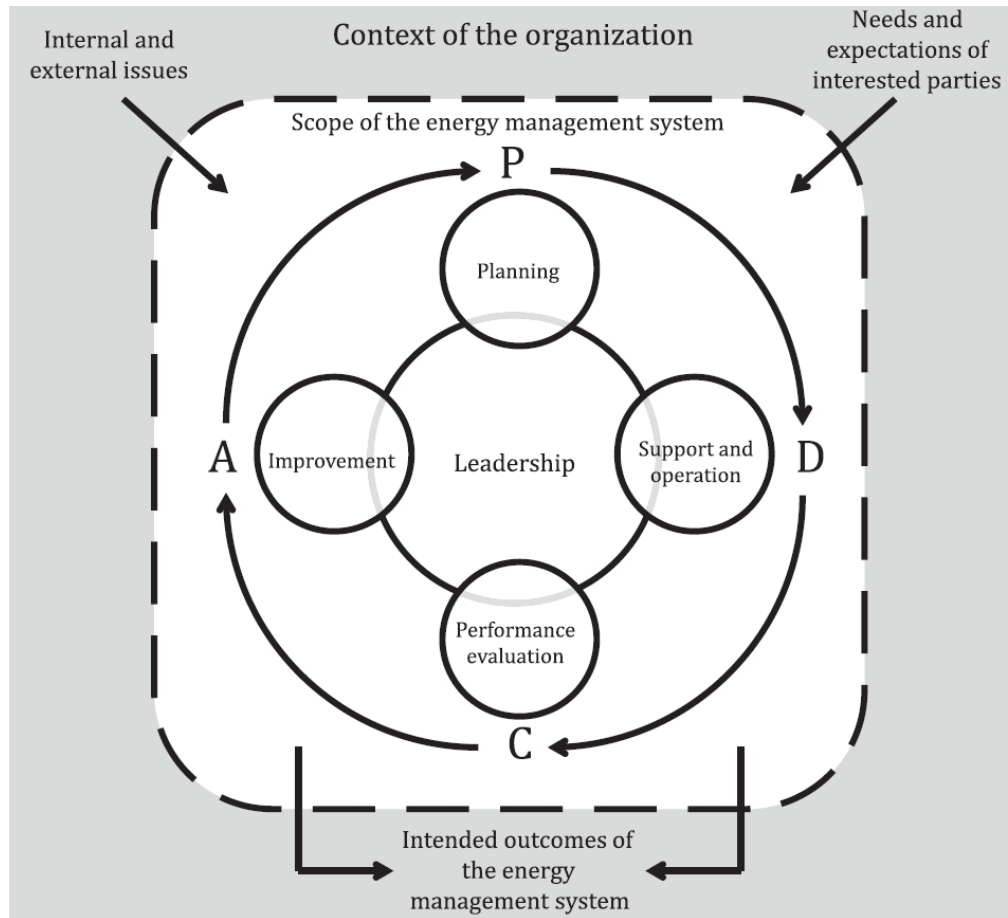 Context of the organization
Internal and
external issues
Needs and
expectations of
interested parties
Scope of the energy management system
P
Planning
A
Improvement
Leadership
Support and
operation
D
Performance
evaluation
C
Intended outcomes of
the energy
management system